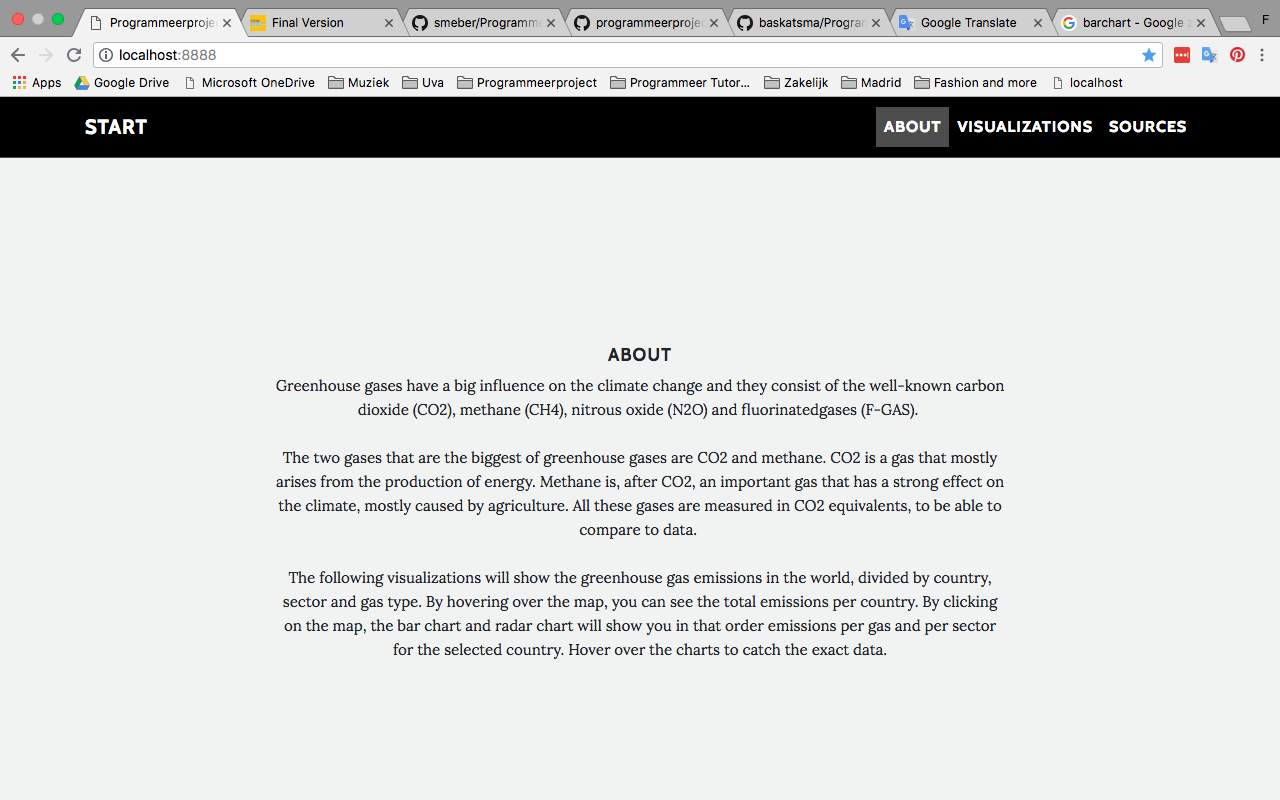 Programmeerproje
Final Version
smeber/Programme
programmeerproje
baskatsma/Program
Google Translate
barchart - Google z
F
localhost:8888
Apps
Google Drive
Microsoft OneDrive
Muziek
Uva
Programmeerproject
Programmeer Tutor...
Zakelijk
Madrid
Fashion and more
localhost
START
ABOUT
VISUALIZATIONS
SOURCES
ABOUT
Greenhouse gases have a big influence on the climate change and they consist of the well-known carbon
dioxide (CO2), methane (CH4), nitrous oxide (N2O) and fluorinatedgases (F-GAS).
The two gases that are the biggest of greenhouse gases are CO2 and methane. CO2 is a gas that mostly
arises from the production of energy. Methane is, after CO2, an important gas that has a strong effect on
the climate, mostly caused by agriculture. All these gases are measured in CO2 equivalents, to be able to
compare to data.
The following visualizations will show the greenhouse gas emissions in the world, divided by country,
sector and gas type. By hovering over the map, you can see the total emissions per country. By clicking
on the map, the bar chart and radar chart will show you in that order emissions per gas and per sector
for the selected country. Hover over the charts to catch the exact data.